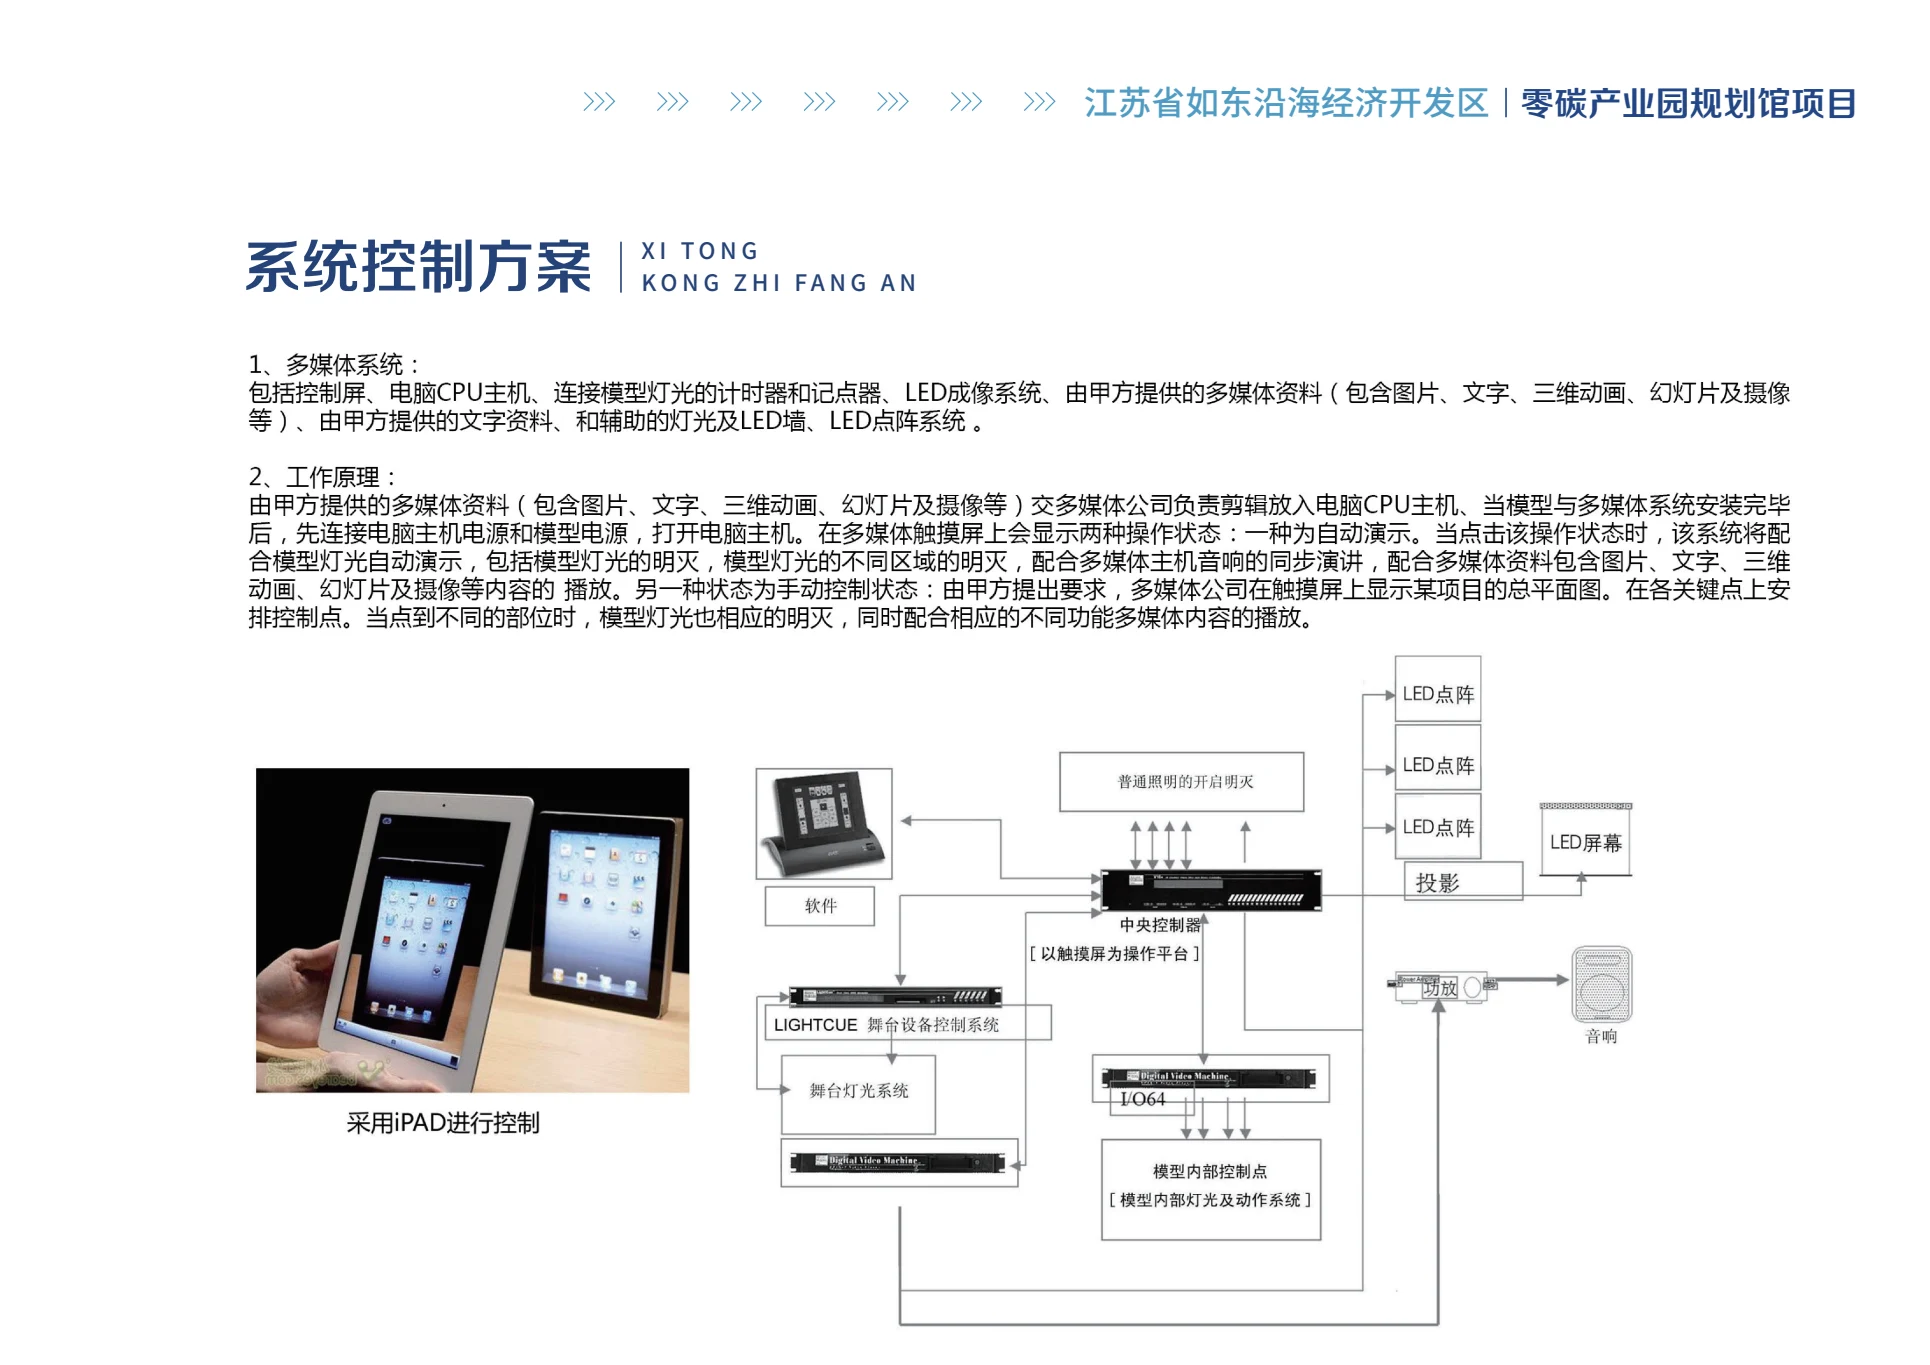 江苏省如东沿海经济开发区 | 零碳产业园规划馆项目
系统控制方案
XI TONG
KONG ZHI FANG AN
1、多媒体系统：
包括控制屏、电脑CPU主机、连接模型灯光的计时器和记点器、LED成像系统、由甲方提供的多媒体资料（包含图片、文字、三维动画、幻灯片及摄像
等）、由甲方提供的文字资料、和辅助的灯光及LED墙、LED点阵系统 。
2、工作原理：
由甲方提供的多媒体资料（包含图片、文字、三维动画、幻灯片及摄像等）交多媒体公司负责剪辑放入电脑CPU主机、当模型与多媒体系统安装完毕
后，先连接电脑主机电源和模型电源，打开电脑主机。在多媒体触摸屏上会显示两种操作状态：一种为自动演示。当点击该操作状态时，该系统将配
合模型灯光自动演示，包括模型灯光的明灭，模型灯光的不同区域的明灭，配合多媒体主机音响的同步演讲，配合多媒体资料包含图片、文字、三维
动画、幻灯片及摄像等内容的 播放。另一种状态为手动控制状态：由甲方提出要求，多媒体公司在触摸屏上显示某项目的总平面图。在各关键点上安
排控制点。当点到不同的部位时，模型灯光也相应的明灭，同时配合相应的不同功能多媒体内容的播放。
采用iPAD进行控制
软件
普通照明的开启明灭
LED点阵
LED点阵
LED点阵
投影
LED屏幕
中央控制器
[ 以触摸屏为操作平台 ]
LIGHTCUE 舞台设备控制系统
舞台灯光系统
Digital Video Machine
Digital Video Machine
I/O64
模型内部控制点
[ 模型内部灯光及动作系统 ]
功放
音响